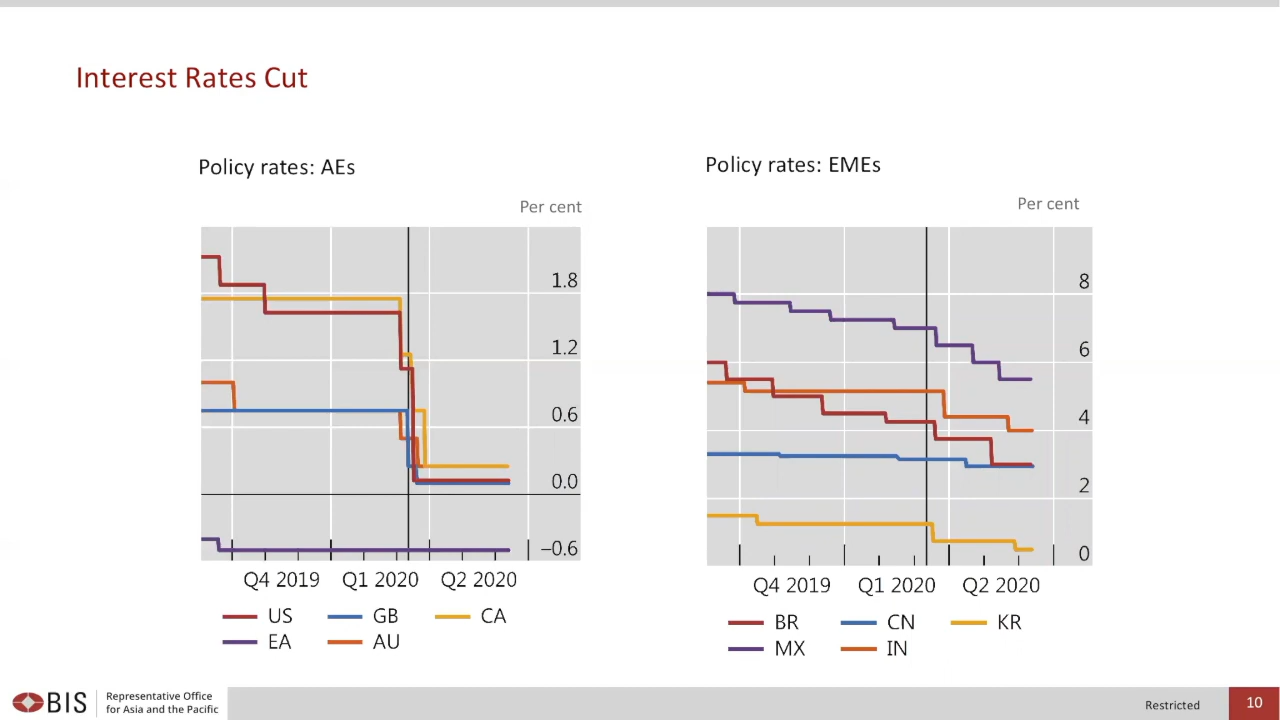 Interest Rates Cut
Policy rates: AEs
Per cent
1.8
1.2
0.6
0.0
–0.6
Q4 2019 Q1 2020 Q2 2020
US GB CA
EA AU
Policy rates: EMEs
Per cent
8
6
4
2
0
Q4 2019 Q1 2020 Q2 2020
BR CN KR
MX IN
BIS
Representative Office
for Asia and the Pacific
Restricted
10